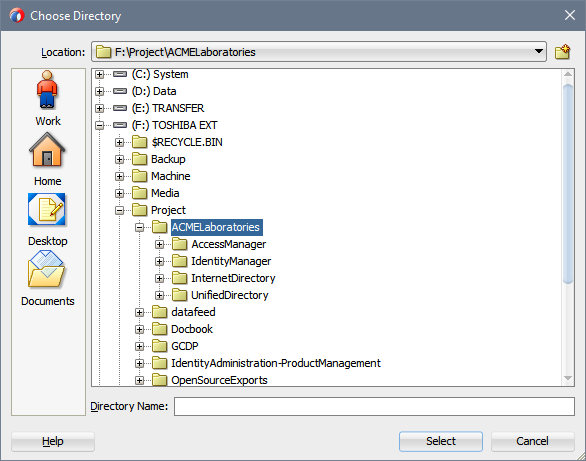 Choose Directory
Location: F:\Project\ACMELaboratories
Work
Home
Desktop
Documents
(C:) System
(D:) Data
(E:) TRANSFER
(F:) TOSHIBA EXT
$RECYCLE.BIN
Backup
Machine
Media
Project
ACMELaboratories
AccessManager
IdentityManager
InternetDirectory
UnifiedDirectory
datafeed
Docbook
GCDP
IdentityAdministration-ProductManagement
OpenSourceExports
Directory Name:
Help Select Cancel